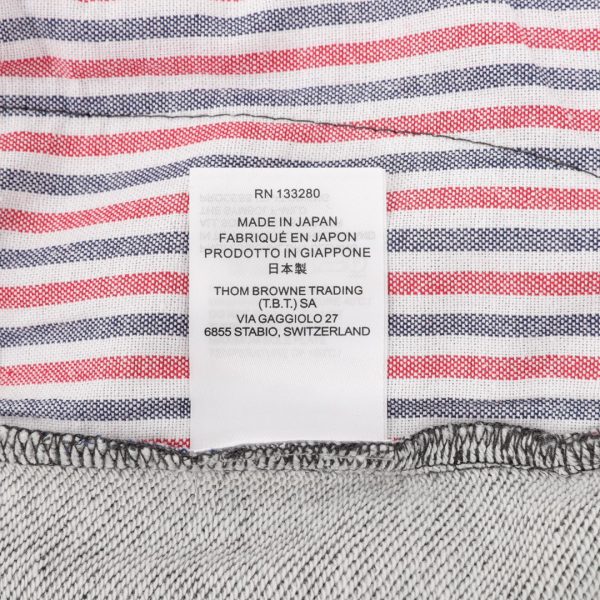 RN 133280
MADE IN JAPAN
FABRIQUÉ EN JAPON
PRODOTTO IN GIAPPONE
日本製
THOM BROWNE TRADING
(T.B.T.) SA
VIA GAGGIOLO 27
6855 STABIO, SWITZERLAND